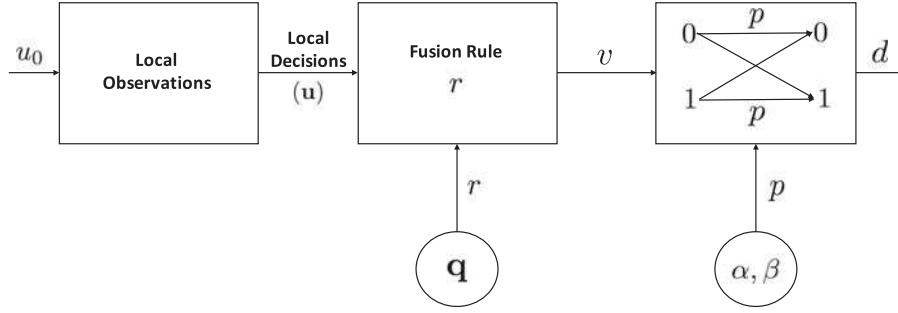 u₀
Local
Observations
Local
Decisions
(u)
Fusion Rule
r
v
p
0 0
1 1
p
d
r
p
q
α, β